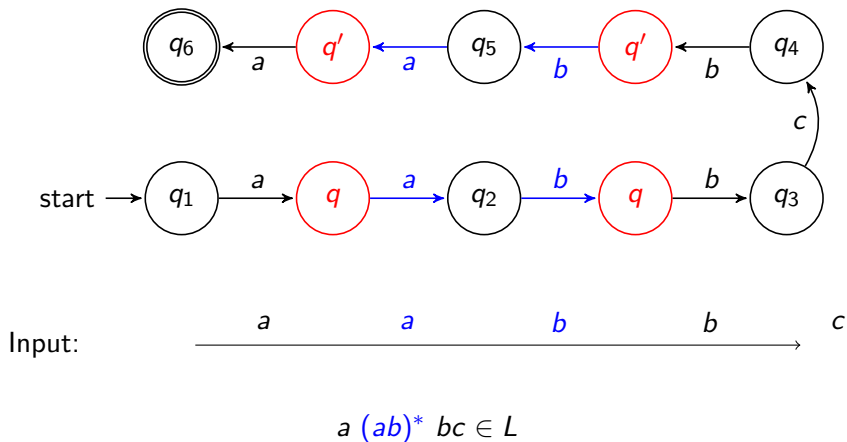 q₆ q′ q₅ q′ q₄
a a b b
c
start q₁ a q a q₂ b q b q₃
a a b b c
Input:
a (ab)* bc ∈ L